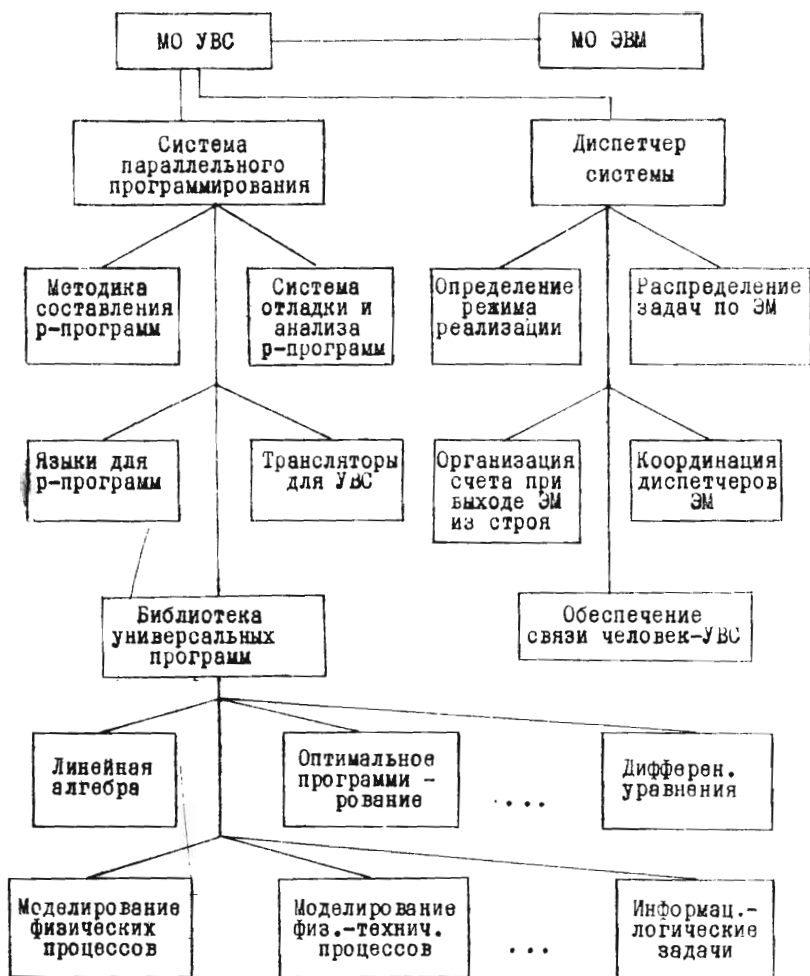 МО УВС
МО ЭВМ
Система
параллельного
программирования
Диспетчер
системы
Методика
составления
р-программ
Система
отладки и
анализа
р-программ
Определение
режима
реализации
Распределение
задач по ЭМ
Языки для
р-программ
Трансляторы
для УВС
Организация
счета при
выходе ЭМ
из строя
Координация
диспетчеров
ЭМ
Библиотека
универсальных
программ
Обеспечение
связи человек-УВС
Линейная
алгебра
Оптимальное
программи -
рование
...
Дифферен.
уравнения
Моделирование
физических
процессов
Моделирование
физ.-технич.
процессов
...
Информац.-
логические
задачи